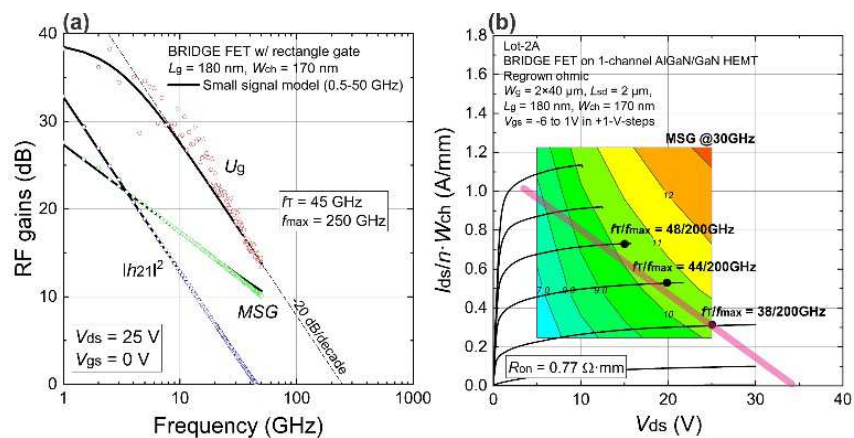 (a)
40
30
20
10
0
RF gains (dB)
BRIDGE FET w/ rectangle gate
Lg = 180 nm, Wch = 170 nm
Small signal model (0.5-50 GHz)
Ug
fT = 45 GHz
fmax = 250 GHz
|h21|²
MSG
-20 dB/decade
Vds = 25 V
Vgs = 0 V
1
10
100
1000
Frequency (GHz)
(b)
1.8
1.6
1.4
1.2
1.0
0.8
0.6
0.4
0.2
0.0
Ids/n·Wch (A/mm)
Lot-2A
BRIDGE FET on 1-channel AlGaN/GaN HEMT
Regrown ohmic
Wg = 2×40 µm, Lsd = 2 µm,
Lg = 180 nm, Wch = 170 nm
Vgs = -6 to 1V in +1-V-steps
MSG @30GHz
12
fT/fmax = 48/200GHz
11
fT/fmax = 44/200GHz
7.0
8.0
9.0
10
fT/fmax = 38/200GHz
Ron = 0.77 Ω·mm
0
10
20
30
40
Vds (V)